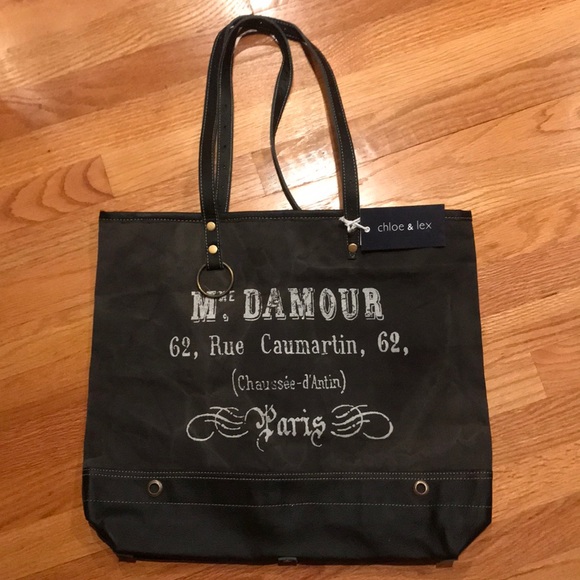 chloe & lex
Mme. DAMOUR
62, Rue Caumartin, 62,
(Chaussée-d'Antin)
Paris